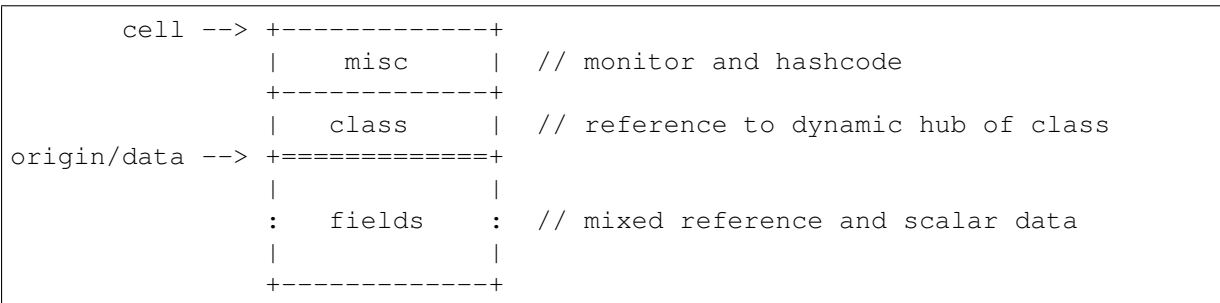 cell --> +-------------+
                |    misc     |  // monitor and hashcode
                +-------------+
                |   class     |  // reference to dynamic hub of class
origin/data --> +=============+
                |             |
                :   fields    :  // mixed reference and scalar data
                |             |
                +-------------+